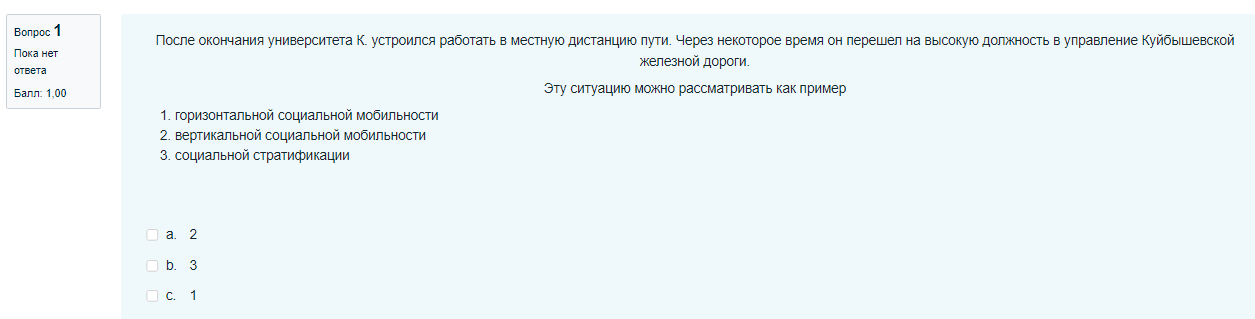 Вопрос 1
Пока нет
ответа
Балл: 1,00
После окончания университета К. устроился работать в местную дистанцию пути. Через некоторое время он перешел на высокую должность в управление Куйбышевской
железной дороги.
Эту ситуацию можно рассматривать как пример
1. горизонтальной социальной мобильности
2. вертикальной социальной мобильности
3. социальной стратификации
a. 2
b. 3
c. 1